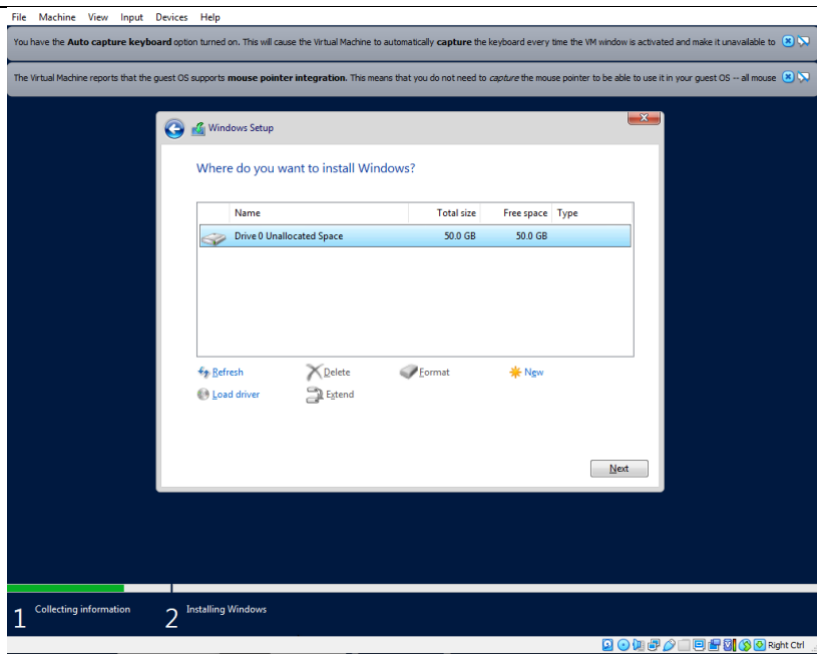 File Machine View Input Devices Help
You have the Auto capture keyboard option turned on. This will cause the Virtual Machine to automatically capture the keyboard every time the VM window is activated and make it unavailable to
The Virtual Machine reports that the guest OS supports mouse pointer integration. This means that you do not need to capture the mouse pointer to be able to use it in your guest OS -- all mouse
Windows Setup
Where do you want to install Windows?
Name Total size Free space Type
Drive 0 Unallocated Space 50.0 GB 50.0 GB
Refresh Delete Format New
Load driver Extend
Next
1 Collecting information 2 Installing Windows
Right Ctrl